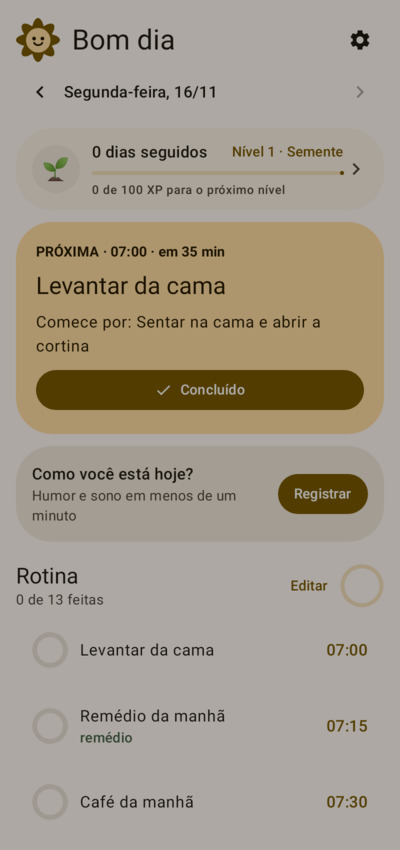 Bom dia
Segunda-feira, 16/11
0 dias seguidos
Nível 1 · Semente
0 de 100 XP para o próximo nível
PRÓXIMA · 07:00 · em 35 min
Levantar da cama
Comece por: Sentar na cama e abrir a
cortina
Concluído
Como você está hoje?
Humor e sono em menos de um
minuto
Registrar
Rotina
0 de 13 feitas
Editar
Levantar da cama
07:00
Remédio da manhã
remédio
07:15
Café da manhã
07:30